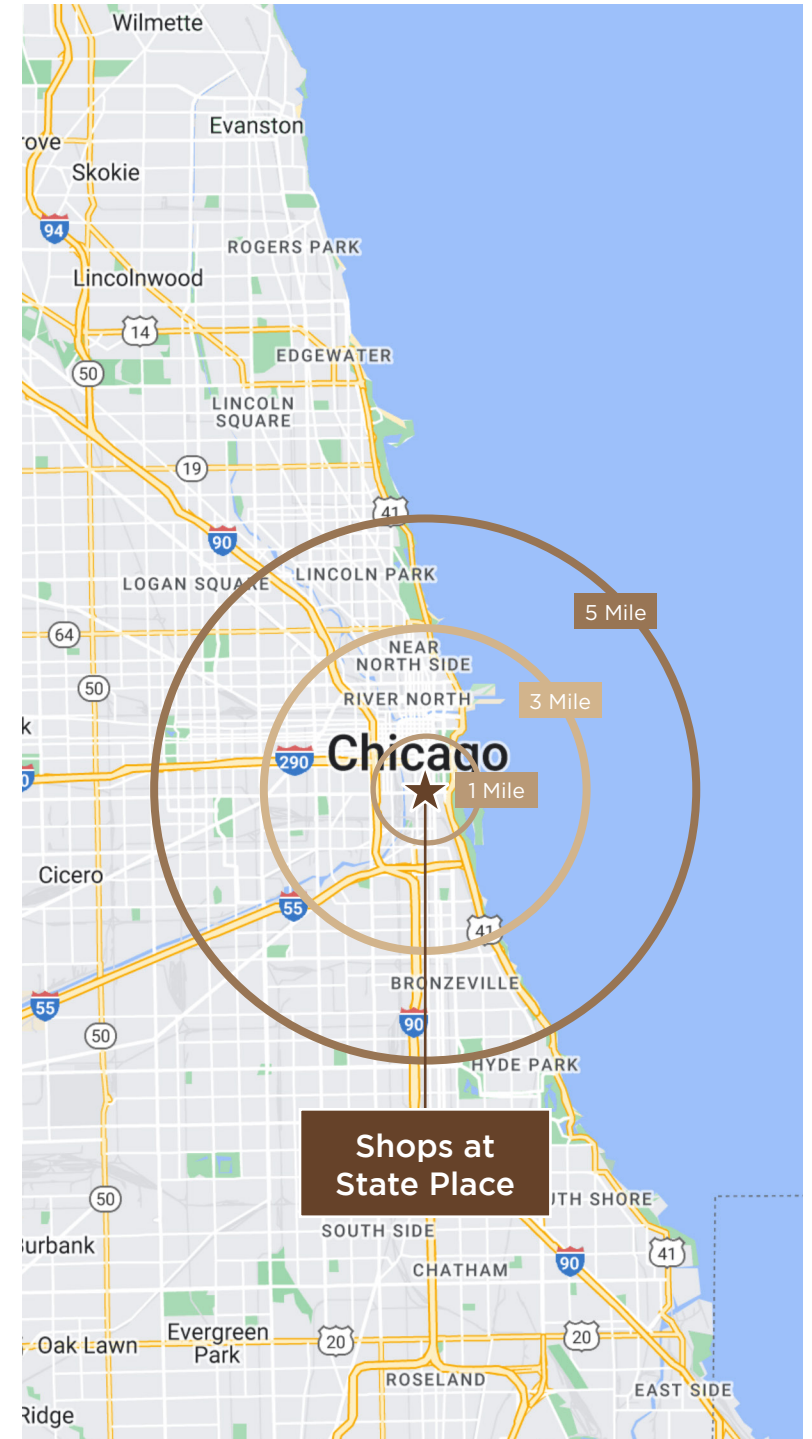 Wilmette
Evanston
ove
Skokie
94
ROGERS PARK
Lincolnwood
14
EDGEWATER
50
LINCOLN
SQUARE
19
41
90
LOGAN SQUARE
LINCOLN PARK
5 Mile
64
NEAR
NORTH SIDE
50
RIVER NORTH
3 Mile
k
Chicago
290
0
1 Mile
Cicero
55
41
BRONZEVILLE
55
90
50
HYDE PARK
Shops at
State Place
50
UTH SHORE
SOUTH SIDE
urbank
41
CHATHAM
90
Evergreen
Park
20
20
Oak Lawn
ROSELAND
EAST SIDE
Ridge